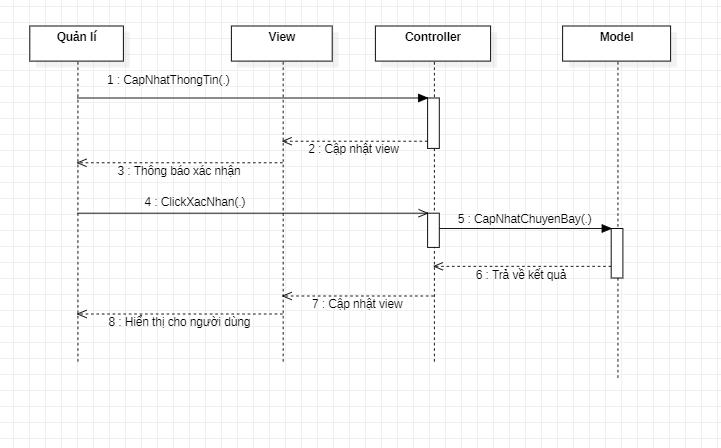 Quản lí
View
Controller
Model
1 : CapNhatThongTin(.)
2 : Cập nhật view
3 : Thông báo xác nhận
4 : ClickXacNhan(.)
5 : CapNhatChuyenBay(.)
6 : Trả về kết quả
7 : Cập nhật view
8 : Hiển thị cho người dùng